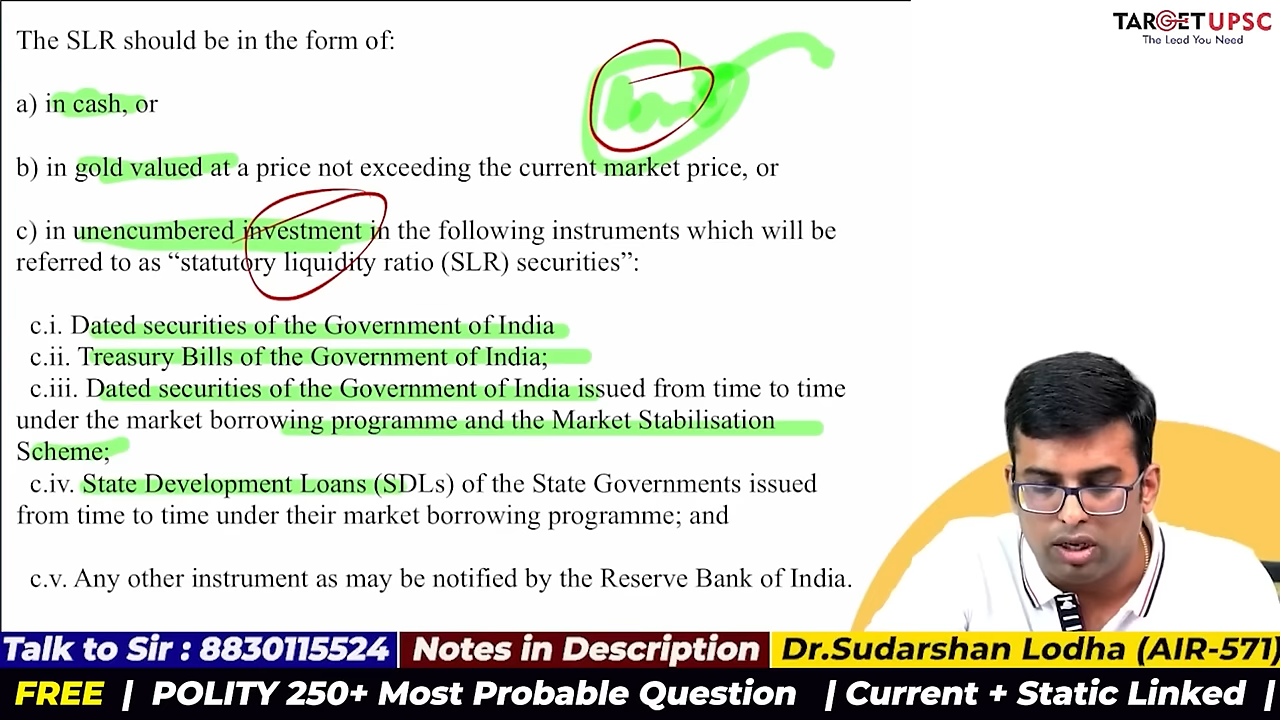 TARGET UPSC
The Lead You Need
The SLR should be in the form of:
a) in cash, or
b) in gold valued at a price not exceeding the current market price, or
c) in unencumbered investment in the following instruments which will be
referred to as “statutory liquidity ratio (SLR) securities”:
c.i. Dated securities of the Government of India
c.ii. Treasury Bills of the Government of India;
c.iii. Dated securities of the Government of India issued from time to time
under the market borrowing programme and the Market Stabilisation
Scheme;
c.iv. State Development Loans (SDLs) of the State Governments issued
from time to time under their market borrowing programme; and
c.v. Any other instrument as may be notified by the Reserve Bank of India.
Talk to Sir : 8830115524 Notes in Description Dr.Sudarshan Lodha (AIR-571)
FREE | POLITY 250+ Most Probable Question | Current + Static Linked |